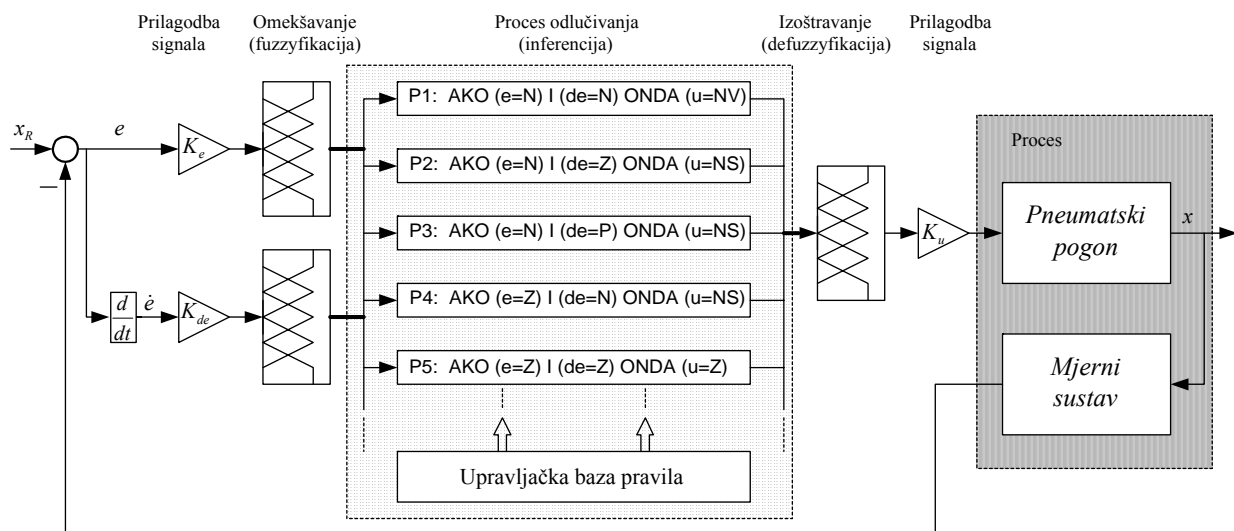 Prilagodba
signala
Omekšavanje
(fuzzyfikacija)
Proces odlučivanja
(inferencija)
Izoštravanje
(defuzzyfikacija)
Prilagodba
signala
x_R
e
K_e
—
d
dt
ė
K_de
P1: AKO (e=N) I (de=N) ONDA (u=NV)
P2: AKO (e=N) I (de=Z) ONDA (u=NS)
P3: AKO (e=N) I (de=P) ONDA (u=NS)
P4: AKO (e=Z) I (de=N) ONDA (u=NS)
P5: AKO (e=Z) I (de=Z) ONDA (u=Z)
Upravljačka baza pravila
K_u
Proces
Pneumatski
pogon
x
Mjerni
sustav